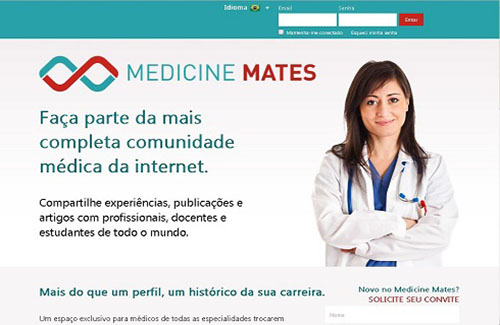 Idioma
Email
Senha
Entrar
Mantenha-me conectado
Esqueci minha senha
MEDICINE MATES
Faça parte da mais
completa comunidade
médica da internet.
Compartilhe experiências, publicações e
artigos com profissionais, docentes e
estudantes de todo o mundo.
Mais do que um perfil, um histórico da sua carreira.
Novo no Medicine Mates?
SOLICITE SEU CONVITE
Nome
Um espaço exclusivo para médicos de todas as especialidades trocarem